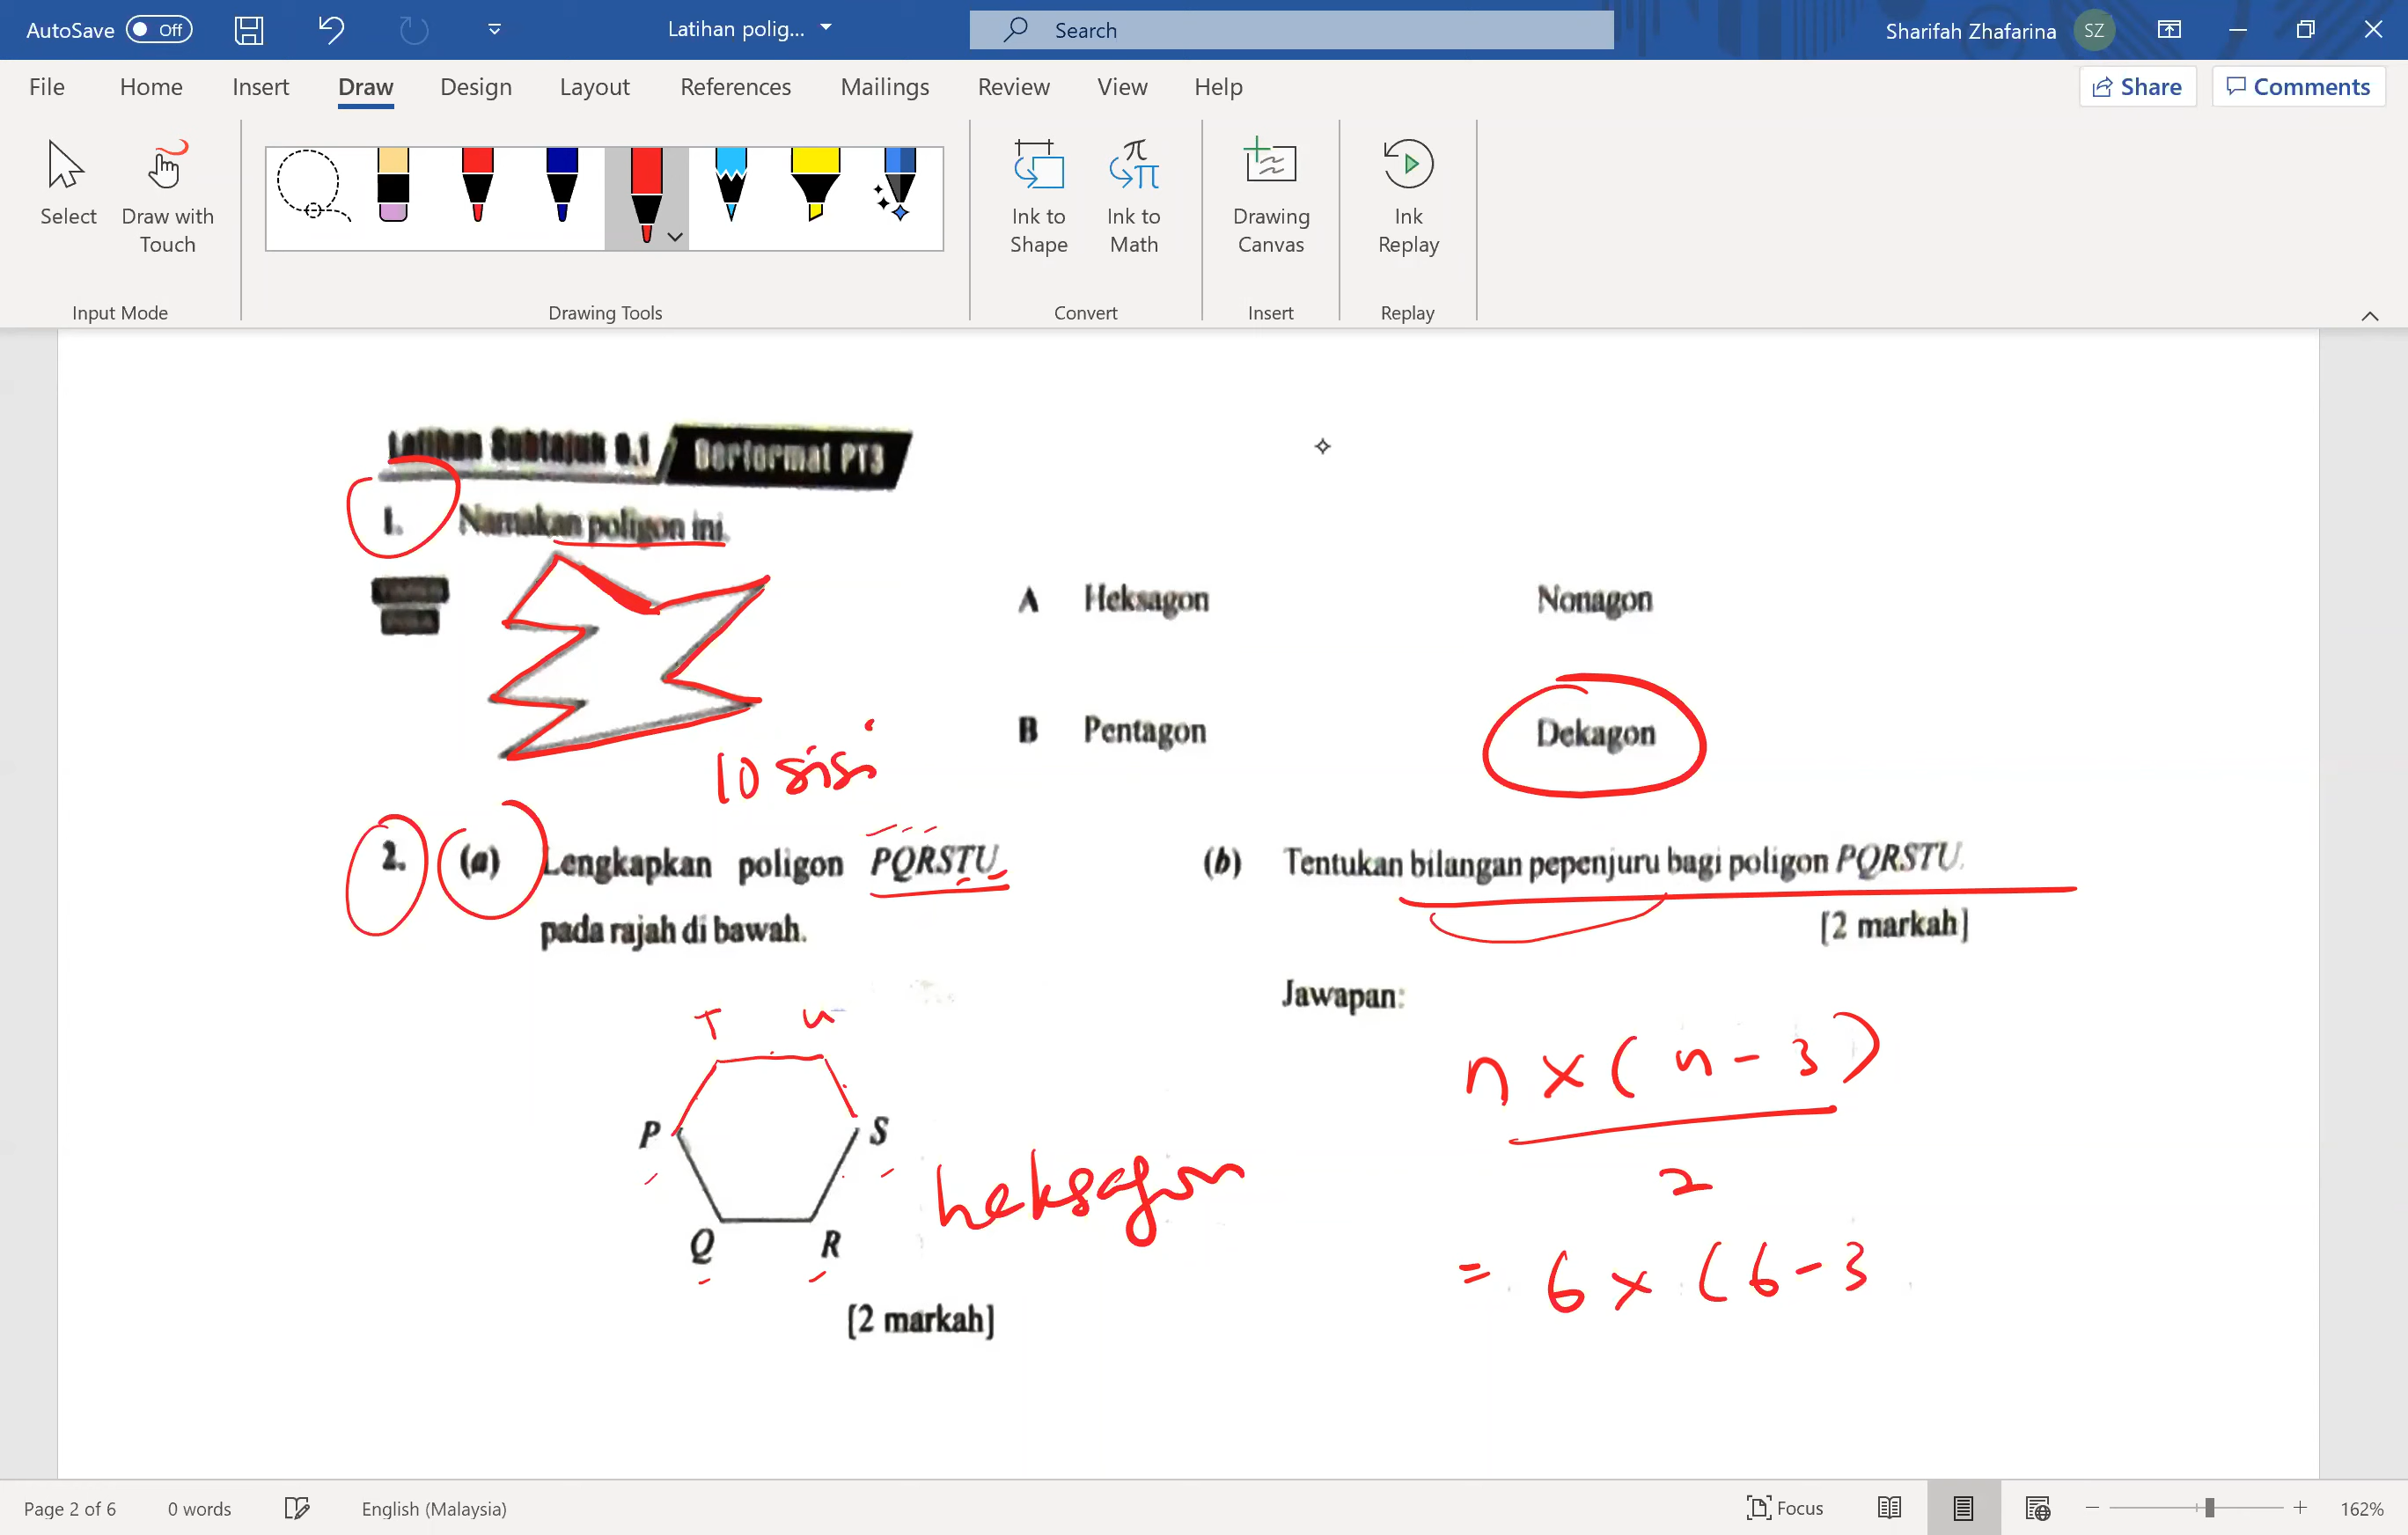 AutoSave Off Latihan polig... Search Sharifah Zhafarina SZ
File Home Insert Draw Design Layout References Mailings Review View Help Share Comments
Select Draw with Touch Ink to Shape Ink to Math Drawing Canvas Ink Replay
Input Mode Drawing Tools Convert Insert Replay
Latihan Subtajuk 9.1 Berformat PT3
1. Namakan poligon ini.
A Heksagon Nonagon
B Pentagon Dekagon
10 sisi
2. (a) Lengkapkan poligon PQRSTU
pada rajah di bawah.
T U
P S
Q R
heksagon
[2 markah]
(b) Tentukan bilangan pepenjuru bagi poligon PQRSTU.
[2 markah]
Jawapan:
n × (n - 3)
2
= 6 × (6 - 3
Page 2 of 6 0 words English (Malaysia) Focus 162%